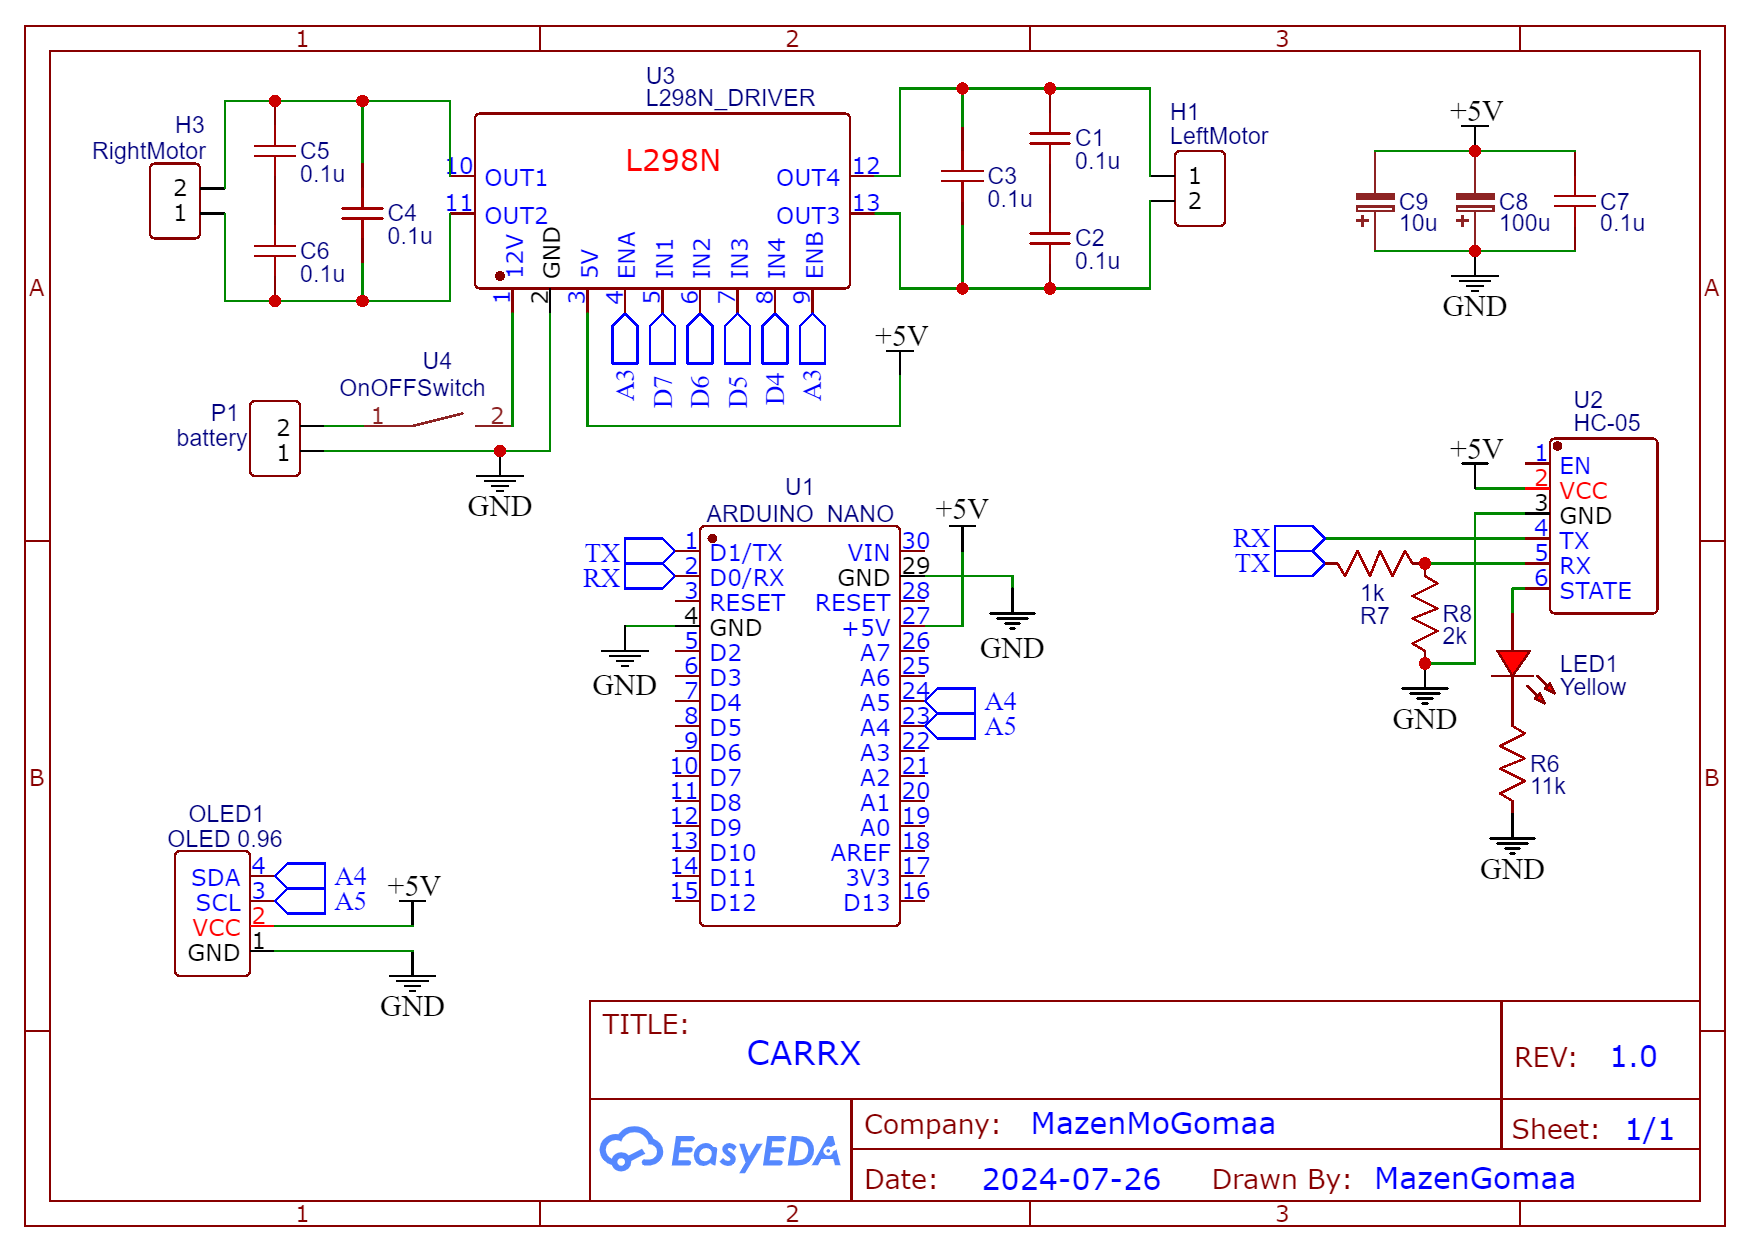 1 2 3
A
B
A
B
H3
RightMotor
2
1
C5
0.1u
C6
0.1u
C4
0.1u
U3
L298N_DRIVER
L298N
10 OUT1
11 OUT2
OUT4 12
OUT3 13
12V GND 5V ENA IN1 IN2 IN3 IN4 ENB
1 2 3 4 5 6 7 8 9
A3 D7 D6 D5 D4 A3
+5V
C3
0.1u
C1
0.1u
C2
0.1u
H1
LeftMotor
1
2
+5V
C9
10u
C8
100u
C7
0.1u
GND
U4
OnOFFSwitch
1 2
P1
battery
2
1
GND
U1
ARDUINO_NANO
TX 1 D1/TX
RX 2 D0/RX
3 RESET
4 GND
5 D2
6 D3
7 D4
8 D5
9 D6
10 D7
11 D8
12 D9
13 D10
14 D11
15 D12
GND
VIN 30
GND 29
RESET 28
+5V 27
A7 26
A6 25
A5 24 A4
A4 23 A5
A3 22
A2 21
A1 20
A0 19
AREF 18
3V3 17
D13 16
+5V
GND
U2
HC-05
+5V
1 EN
2 VCC
3 GND
4 TX
5 RX
6 STATE
RX
TX
1k
R7
R8
2k
GND
LED1
Yellow
R6
11k
GND
OLED1
OLED 0.96
SDA 4 A4
SCL 3 A5
VCC 2
GND 1
+5V
GND
TITLE:
CARRX
REV: 1.0
EasyEDA
Company: MazenMoGomaa
Sheet: 1/1
Date: 2024-07-26 Drawn By: MazenGomaa
1 2 3